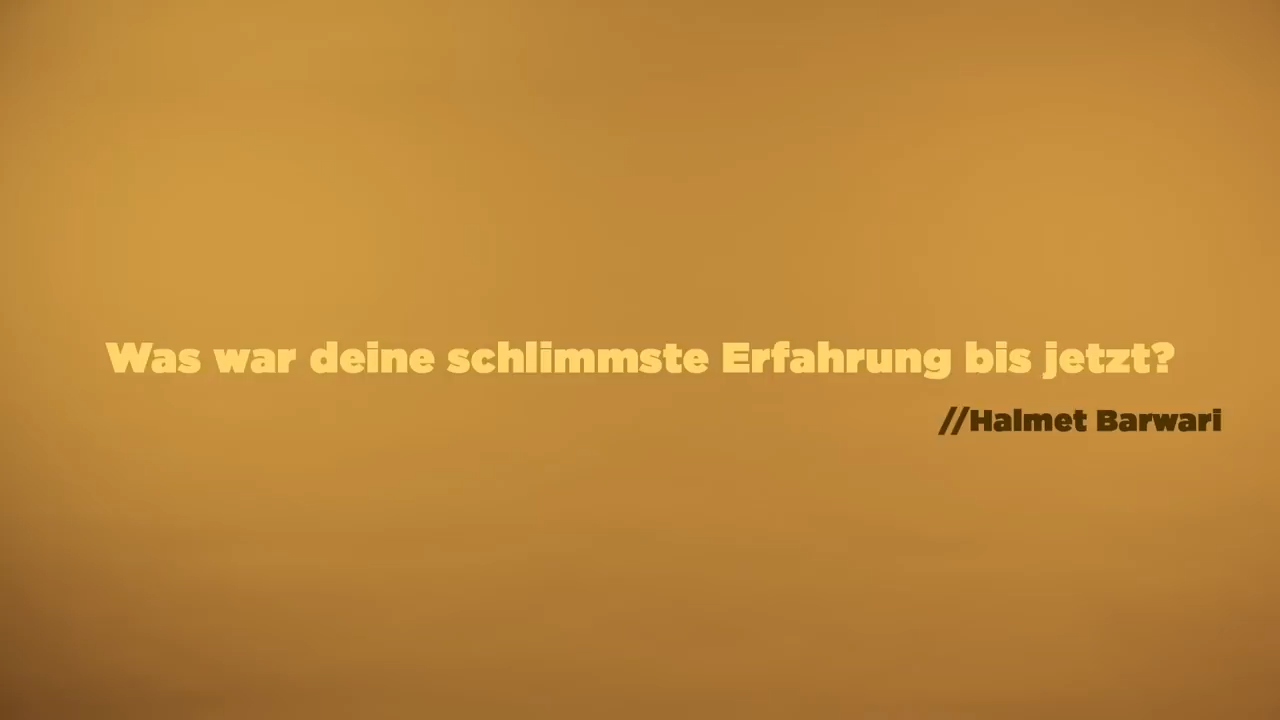 Was war deine schlimmste Erfahrung bis jetzt?
//Halmet Barwari